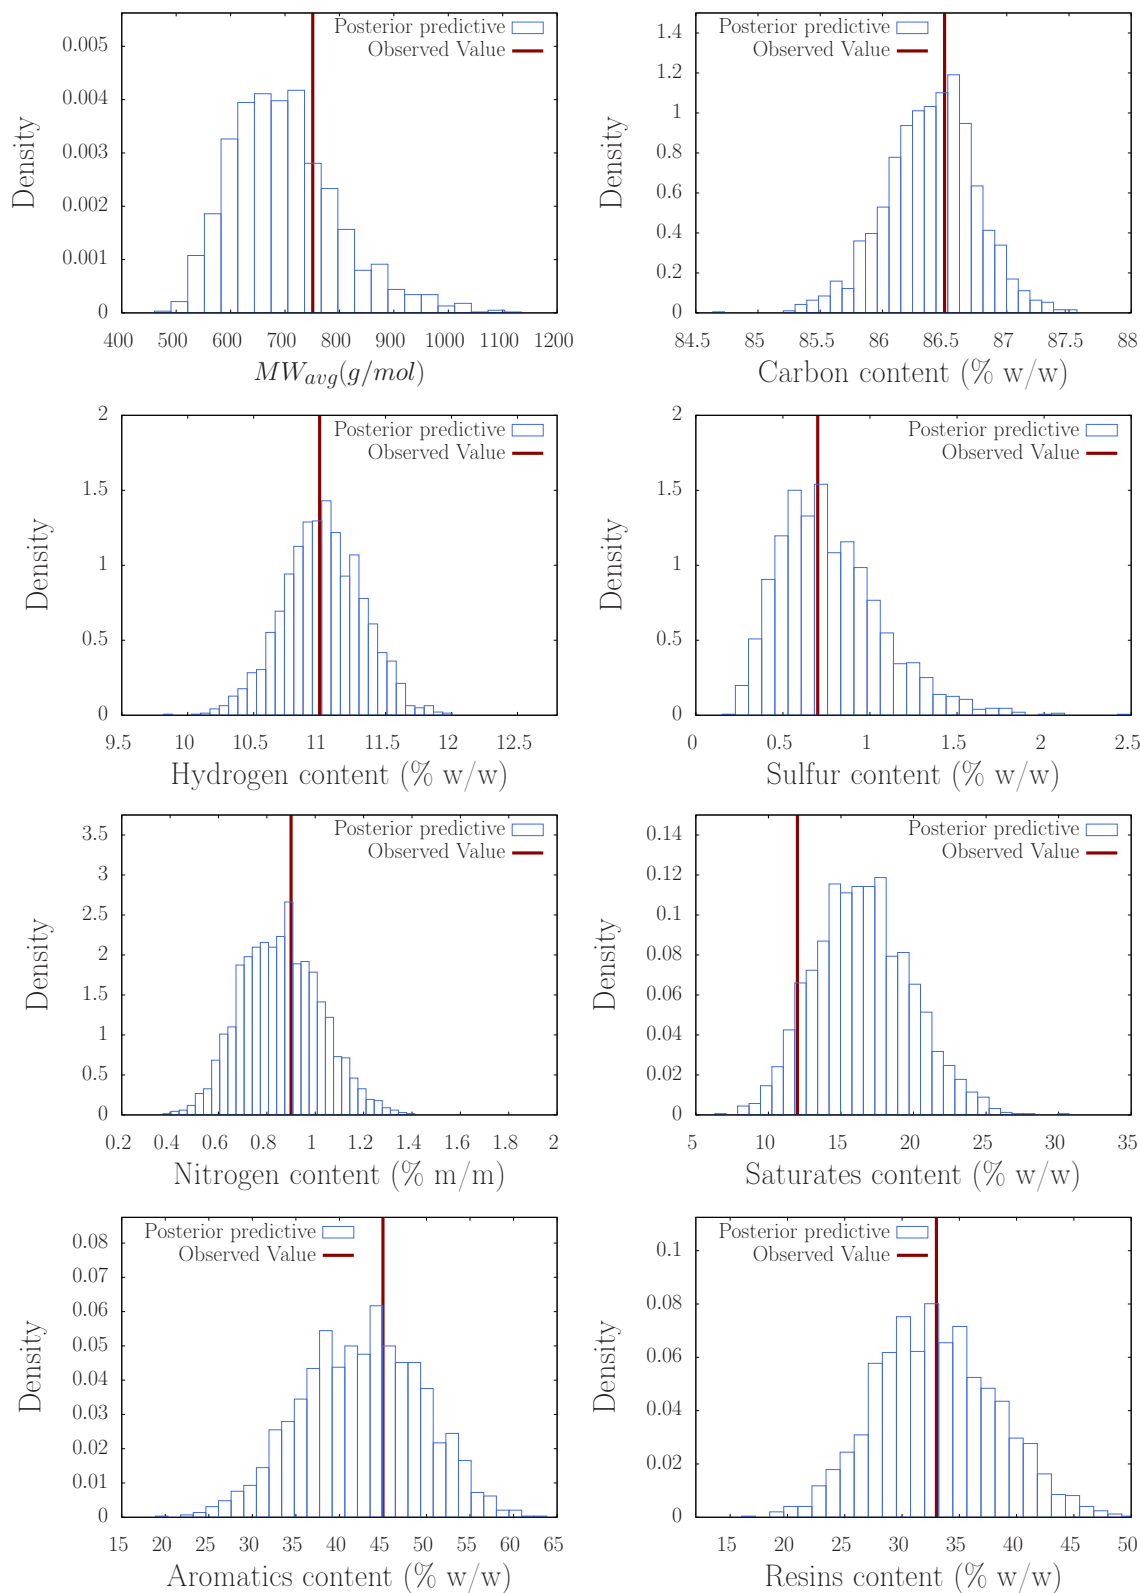 Posterior predictive
Observed Value
0.005
0.004
0.003
0.002
0.001
0
Density
400 500 600 700 800 900 1000 1100 1200
MW_avg(g/mol)
Posterior predictive
Observed Value
1.4
1.2
1
0.8
0.6
0.4
0.2
0
Density
84.5 85 85.5 86 86.5 87 87.5 88
Carbon content (% w/w)
Posterior predictive
Observed Value
2
1.5
1
0.5
0
Density
9.5 10 10.5 11 11.5 12 12.5
Hydrogen content (% w/w)
Posterior predictive
Observed Value
2
1.5
1
0.5
0
Density
0 0.5 1 1.5 2 2.5
Sulfur content (% w/w)
Posterior predictive
Observed Value
3.5
3
2.5
2
1.5
1
0.5
0
Density
0.2 0.4 0.6 0.8 1 1.2 1.4 1.6 1.8 2
Nitrogen content (% m/m)
Posterior predictive
Observed Value
0.14
0.12
0.1
0.08
0.06
0.04
0.02
0
Density
5 10 15 20 25 30 35
Saturates content (% w/w)
Posterior predictive
Observed Value
0.08
0.07
0.06
0.05
0.04
0.03
0.02
0.01
0
Density
15 20 25 30 35 40 45 50 55 60 65
Aromatics content (% w/w)
Posterior predictive
Observed Value
0.1
0.08
0.06
0.04
0.02
0
Density
15 20 25 30 35 40 45 50
Resins content (% w/w)